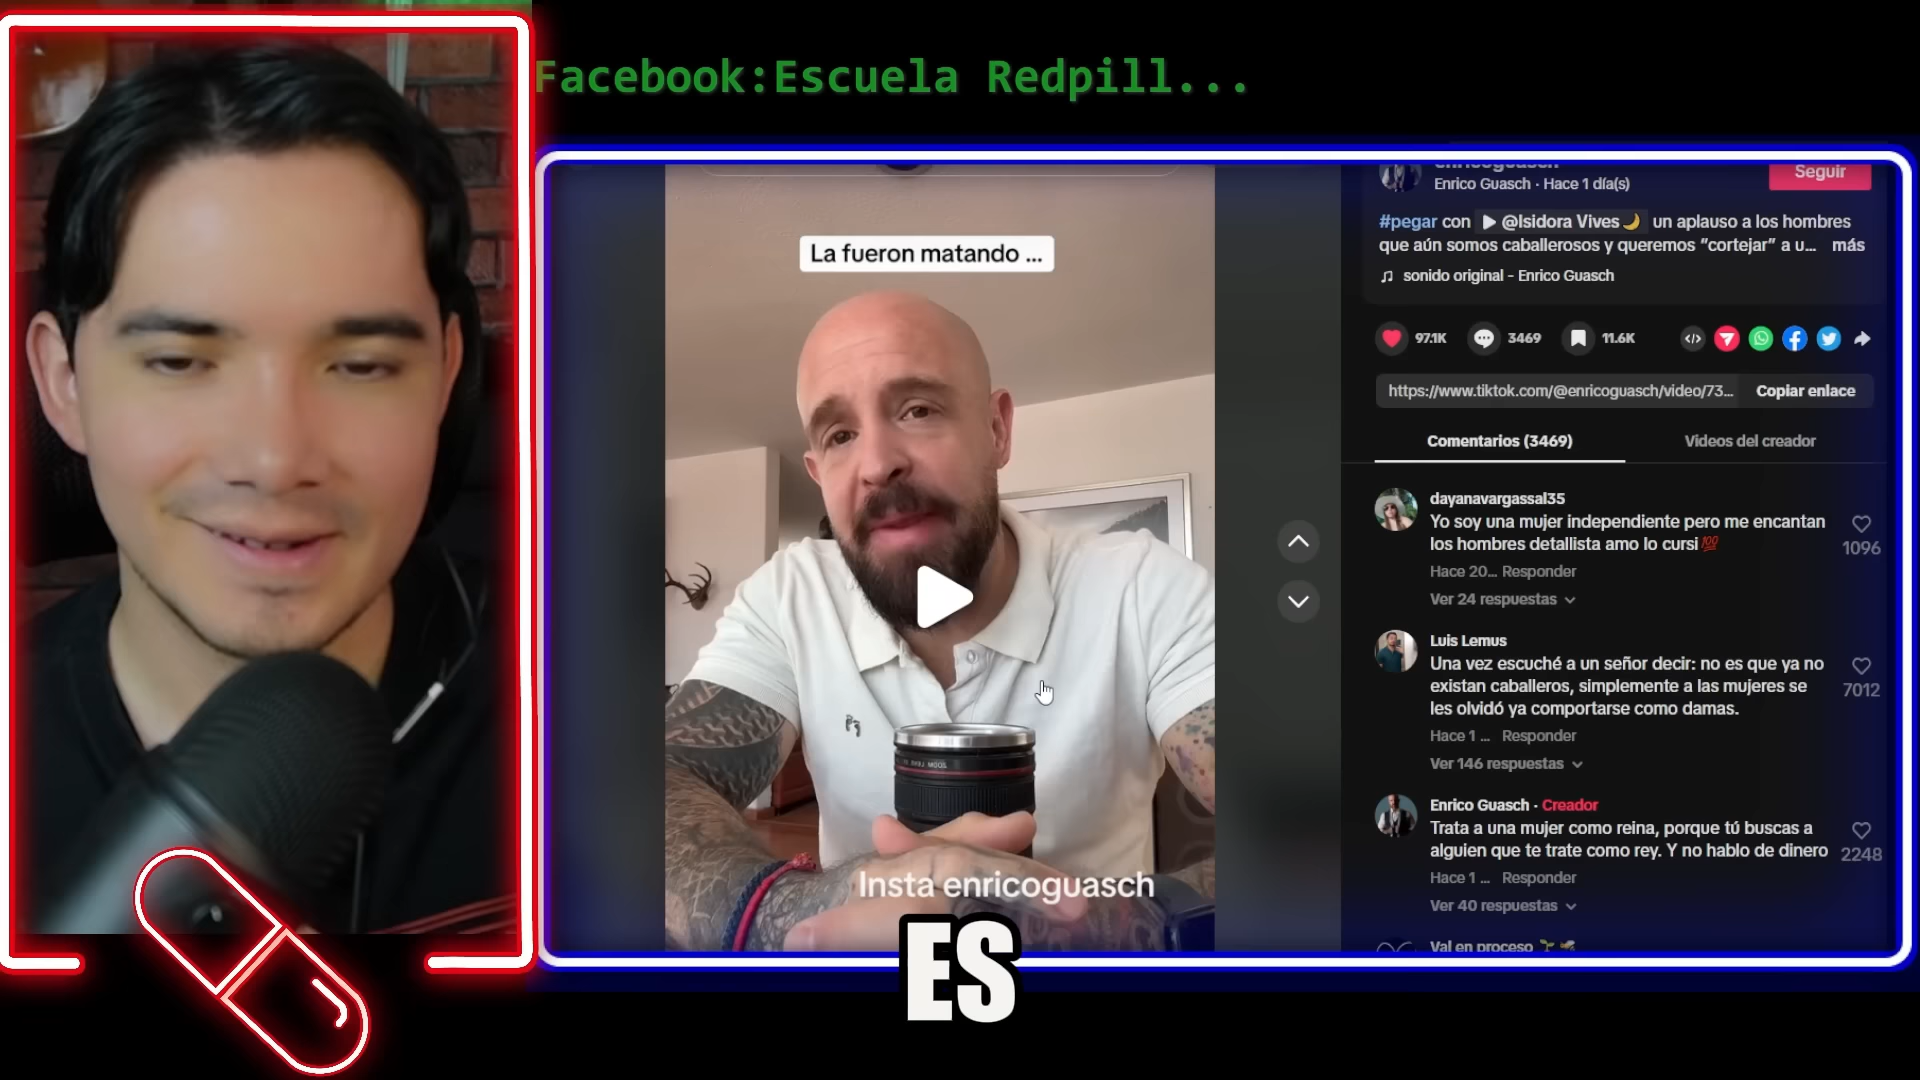 Facebook:Escuela Redpill...
La fueron matando ...
Insta enricoguasch
ES
enricoguasch
Enrico Guasch · Hace 1 día(s)
Seguir
#pegar con ▶ @Isidora Vives🌙 un aplauso a los hombres
que aún somos caballerosos y queremos “cortejar” a u... más
♫ sonido original - Enrico Guasch
97.1K
3469
11.6K
https://www.tiktok.com/@enricoguasch/video/73...
Copiar enlace
Comentarios (3469)
Videos del creador
dayanavargassal35
Yo soy una mujer independiente pero me encantan
los hombres detallista amo lo cursi💯
1096
Hace 20... Responder
Ver 24 respuestas
Luis Lemus
Una vez escuché a un señor decir: no es que ya no
existan caballeros, simplemente a las mujeres se
les olvidó ya comportarse como damas.
7012
Hace 1 ... Responder
Ver 146 respuestas
Enrico Guasch · Creador
Trata a una mujer como reina, porque tú buscas a
alguien que te trate como rey. Y no hablo de dinero
2248
Hace 1 ... Responder
Ver 40 respuestas
Val en proceso